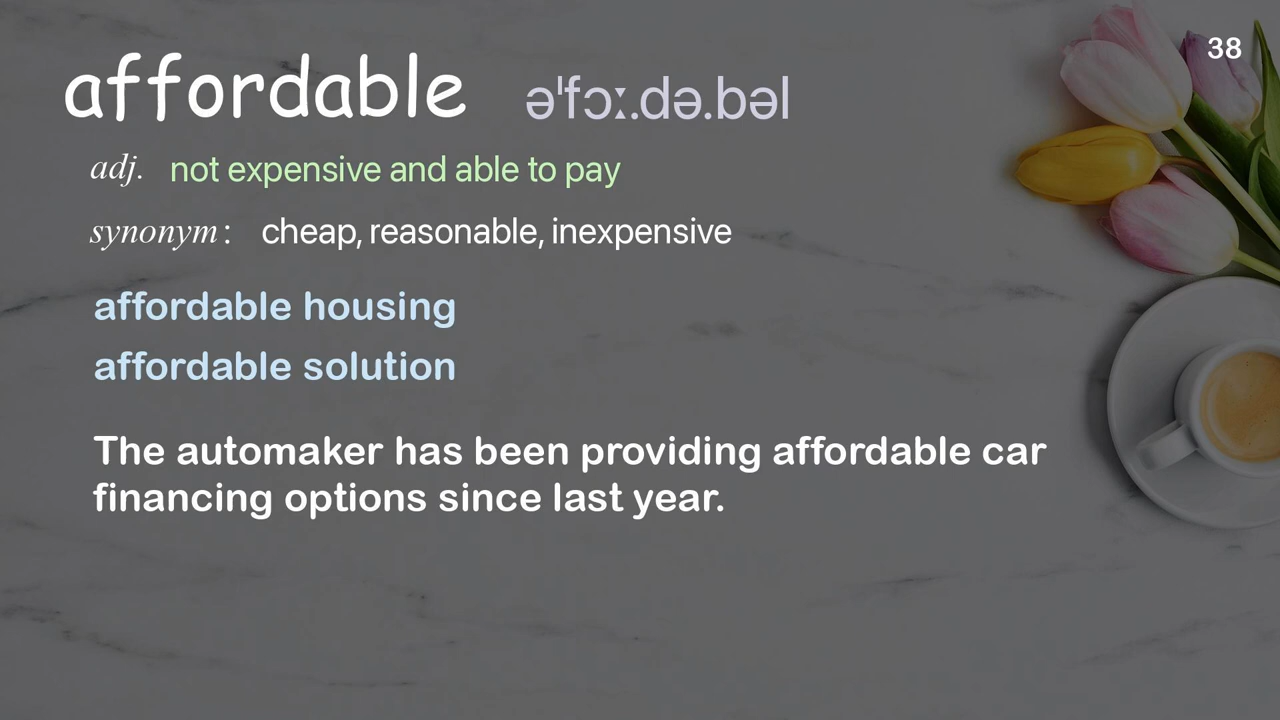 38
affordable əˈfɔː.də.bəl
adj. not expensive and able to pay
synonym : cheap, reasonable, inexpensive
affordable housing
affordable solution
The automaker has been providing affordable car
financing options since last year.